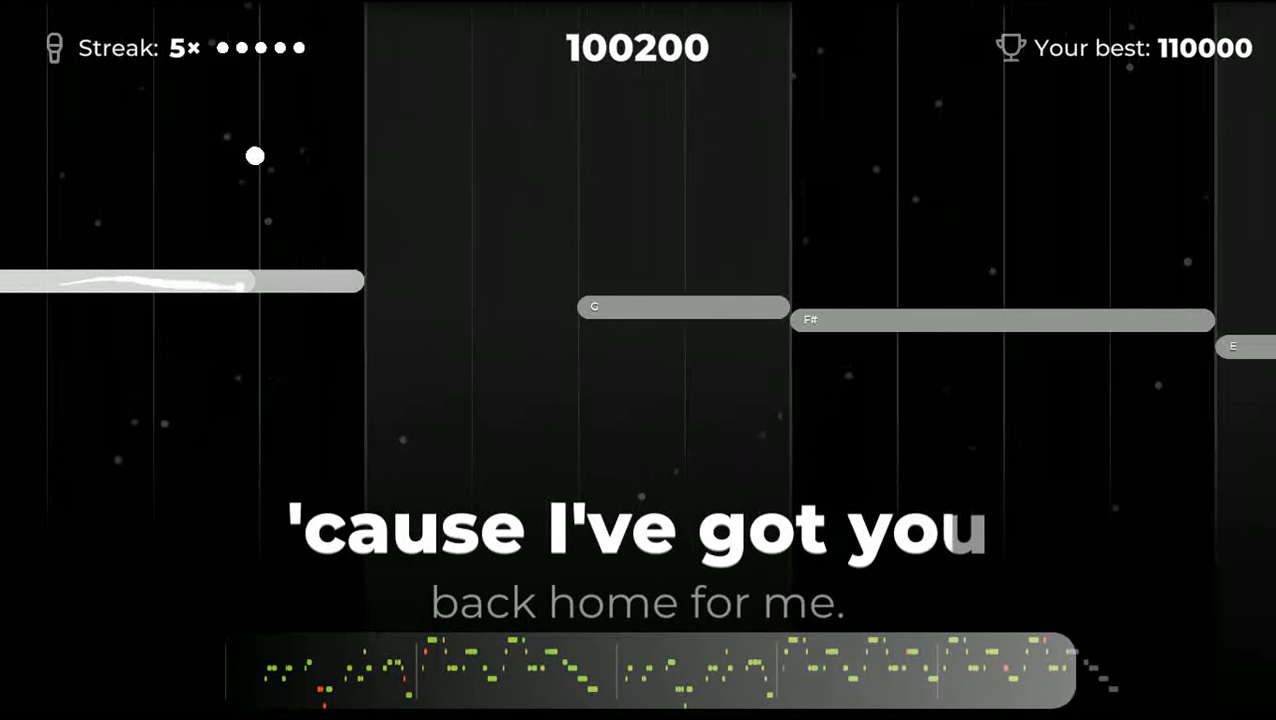 Streak: 5×
100200
Your best: 110000
G
F#
E
'cause I've got you
back home for me.